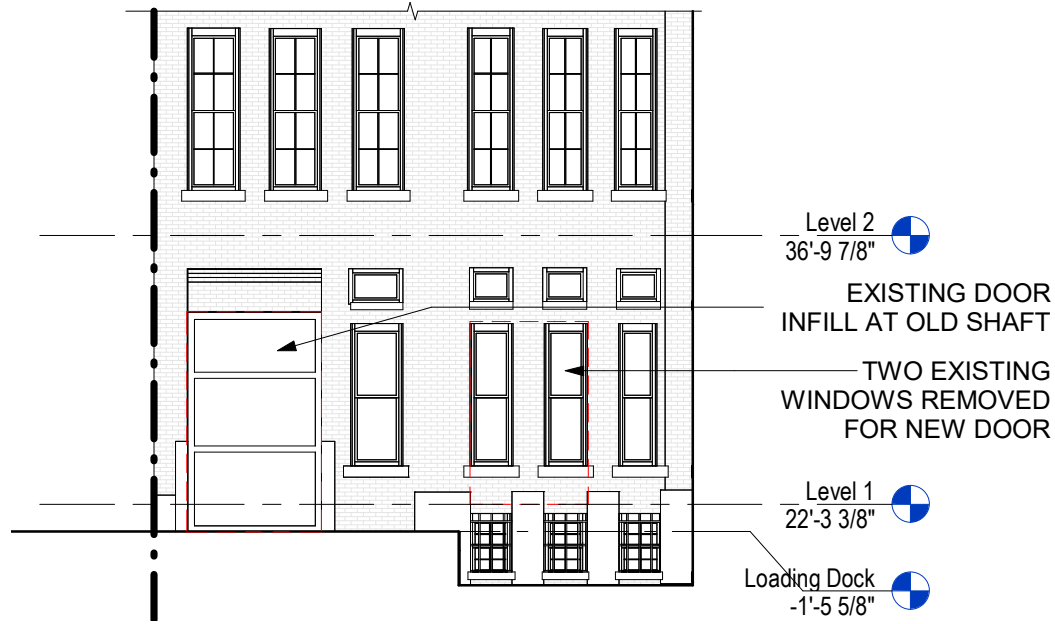 Level 2
36'-9 7/8"
EXISTING DOOR
INFILL AT OLD SHAFT
TWO EXISTING
WINDOWS REMOVED
FOR NEW DOOR
Level 1
22'-3 3/8"
Loading Dock
-1'-5 5/8"